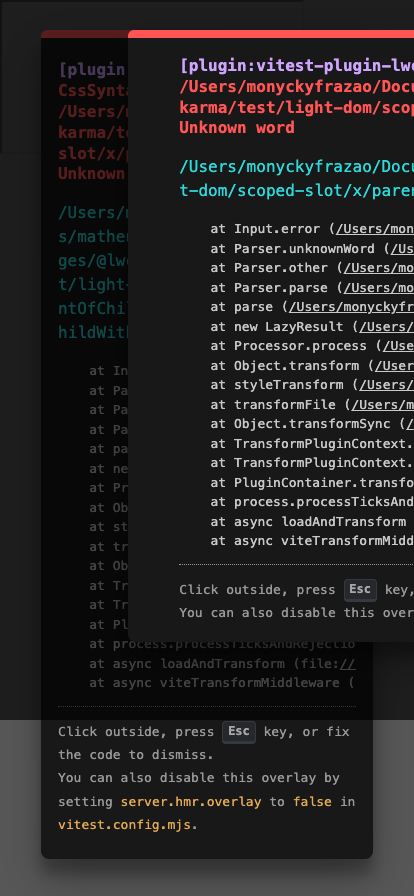 [plugin:vitest-plugin-lw
/Users/monyckyfrazao/Docu
karma/test/light-dom/scop
Unknown word
/Users/monyckyfrazao/Docu
t-dom/scoped-slot/x/paren
at Input.error (/Users/mon
at Parser.unknownWord (/Us
at Parser.other (/Users/mo
at Parser.parse (/Users/mo
at parse (/Users/monyckyfr
at new LazyResult (/Users/
at Processor.process (/Use
at Object.transform (/User
at styleTransform (/Users/
at transformFile (/Users/m
at Object.transformSync (/
at TransformPluginContext.
at TransformPluginContext.
at PluginContainer.transfo
at process.processTicksAnd
at async loadAndTransform
at async viteTransformMidd
Click outside, press Esc key,
You can also disable this over
[plugin
CssSynta
/Users/m
karma/te
slot/x/p
Unknown
/Users/m
s/mathe
ges/@lw
t/light
ntOfChi
hildWit
at In
at Pa
at Pa
at Pa
at pa
at ne
at Pr
at Ob
at st
at tr
at Ob
at Tr
at Tr
at Pl
at process.processTicksAndRejectio
at async loadAndTransform (file://
at async viteTransformMiddleware (
Click outside, press Esc key, or fix
the code to dismiss.
You can also disable this overlay by
setting server.hmr.overlay to false in
vitest.config.mjs.